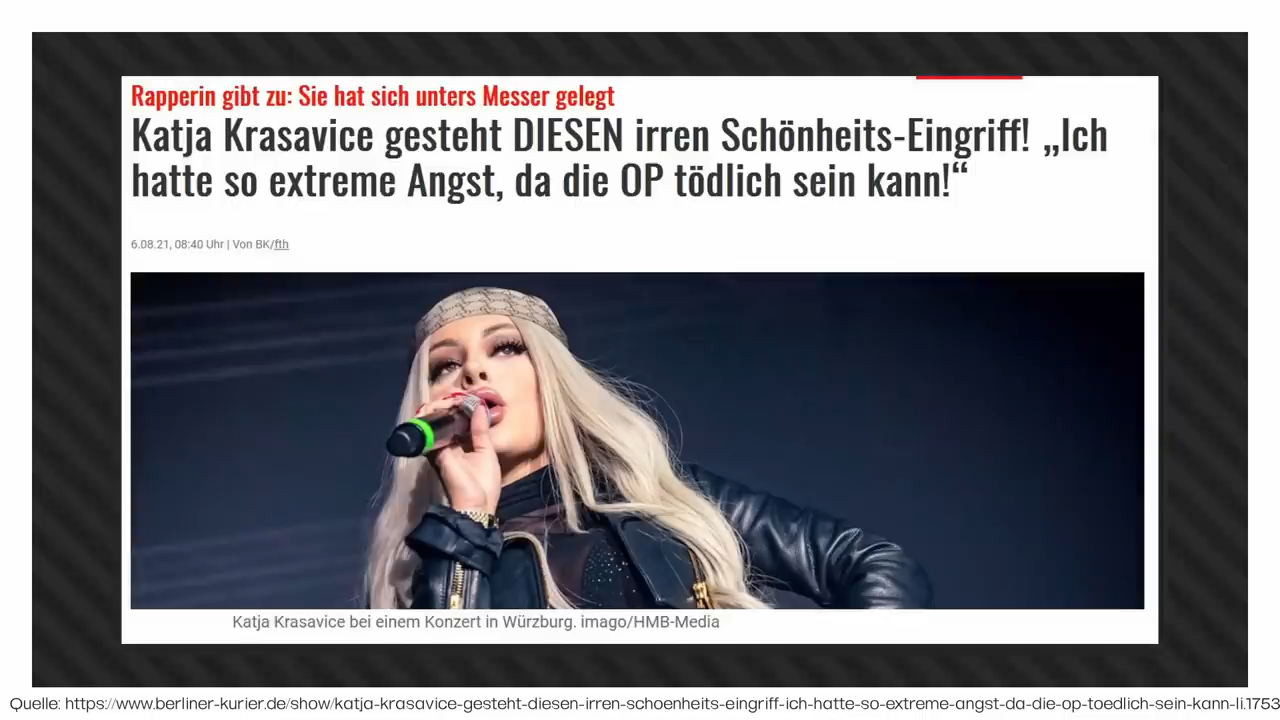 Rapperin gibt zu: Sie hat sich unters Messer gelegt
Katja Krasavice gesteht DIESEN irren Schönheits-Eingriff! „Ich
hatte so extreme Angst, da die OP tödlich sein kann!“
6.08.21, 08:40 Uhr | Von BK/fth
Katja Krasavice bei einem Konzert in Würzburg. imago/HMB-Media
Quelle: https://www.berliner-kurier.de/show/katja-krasavice-gesteht-diesen-irren-schoenheits-eingriff-ich-hatte-so-extreme-angst-da-die-op-toedlich-sein-kann-li.1753